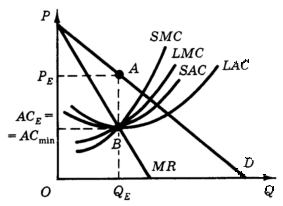 P
SMC
LMC
SAC
LAC
A
P_E
AC_E =
= AC_min
B
MR
D
O
Q_E
Q